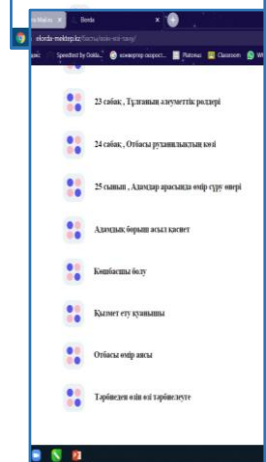 Elorda
elorda-mektep.kz/
23 сабақ , Тұлғаның әлеуметтік рөлдері
24 сабақ , Отбасы руханилықтың көзі
25 сынып , Адамдар арасында өмір сүру өнері
Адамдық борыш асыл қасиет
Көшбасшы болу
Қызмет ету қуанышы
Отбасы өмір аясы
Тәрбиеден өзін өзі тәрбиелеуге